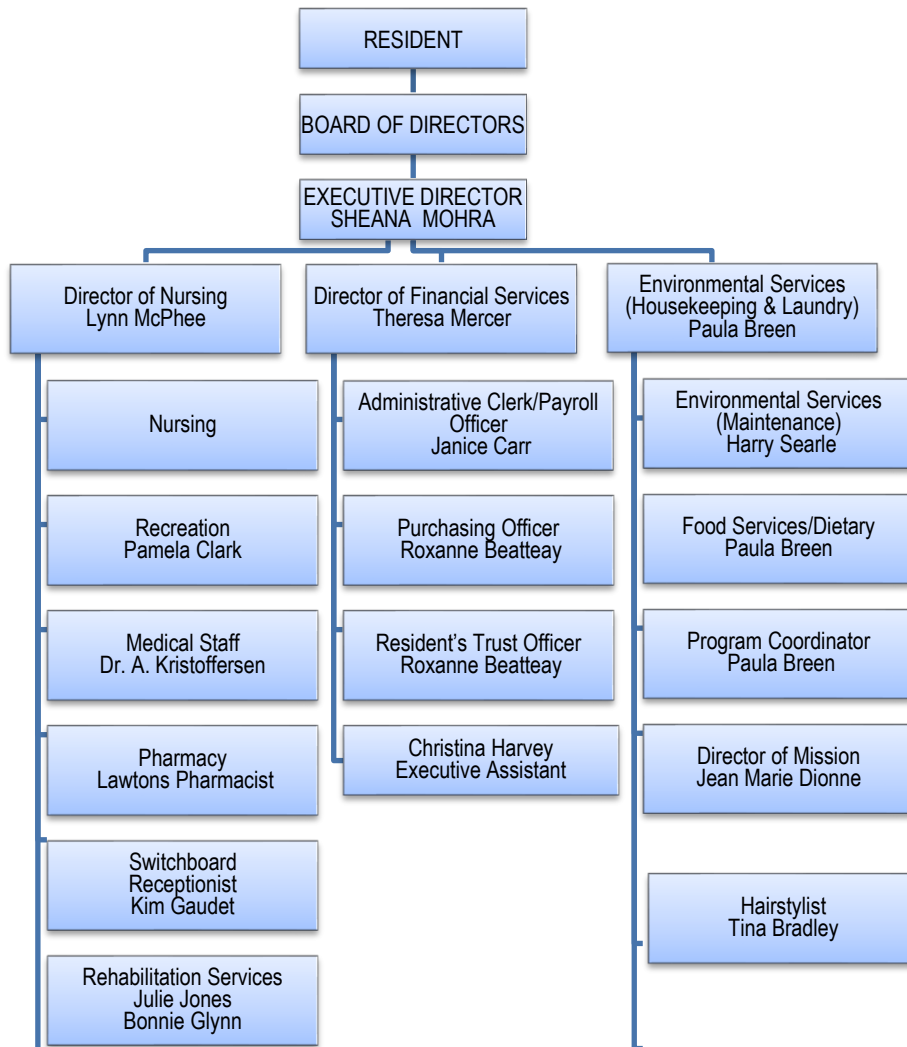 RESIDENT
BOARD OF DIRECTORS
EXECUTIVE DIRECTOR
SHEANA MOHRA
Director of Nursing
Lynn McPhee
Nursing
Recreation
Pamela Clark
Medical Staff
Dr. A. Kristoffersen
Pharmacy
Lawtons Pharmacist
Switchboard
Receptionist
Kim Gaudet
Rehabilitation Services
Julie Jones
Bonnie Glynn
Director of Financial Services
Theresa Mercer
Administrative Clerk/Payroll
Officer
Janice Carr
Purchasing Officer
Roxanne Beatteay
Resident’s Trust Officer
Roxanne Beatteay
Christina Harvey
Executive Assistant
Environmental Services
(Housekeeping & Laundry)
Paula Breen
Environmental Services
(Maintenance)
Harry Searle
Food Services/Dietary
Paula Breen
Program Coordinator
Paula Breen
Director of Mission
Jean Marie Dionne
Hairstylist
Tina Bradley